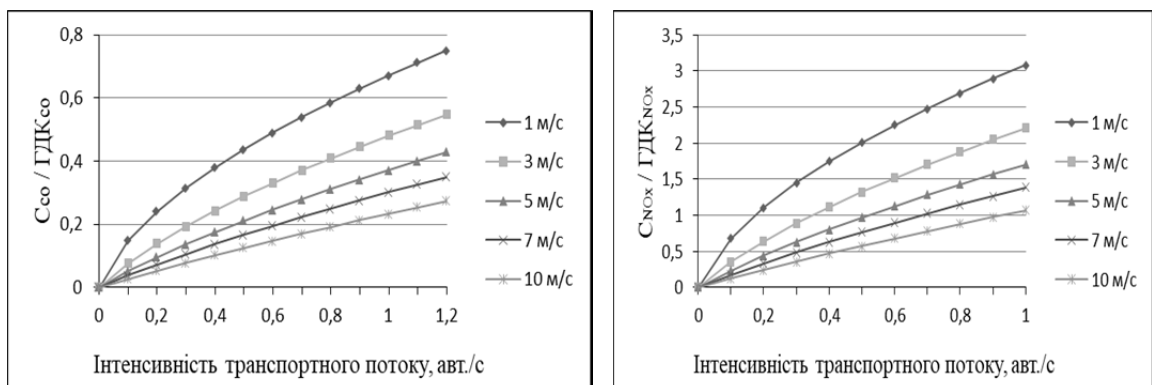 0,8
0,6
0,4
0,2
0
Cco / ГДКco
0 0,2 0,4 0,6 0,8 1 1,2
Інтенсивність транспортного потоку, авт./с
1 м/с
3 м/с
5 м/с
7 м/с
10 м/с
3,5
3
2,5
2
1,5
1
0,5
0
CNOx / ГДКNOx
0 0,2 0,4 0,6 0,8 1
Інтенсивність транспортного потоку, авт./с
1 м/с
3 м/с
5 м/с
7 м/с
10 м/с